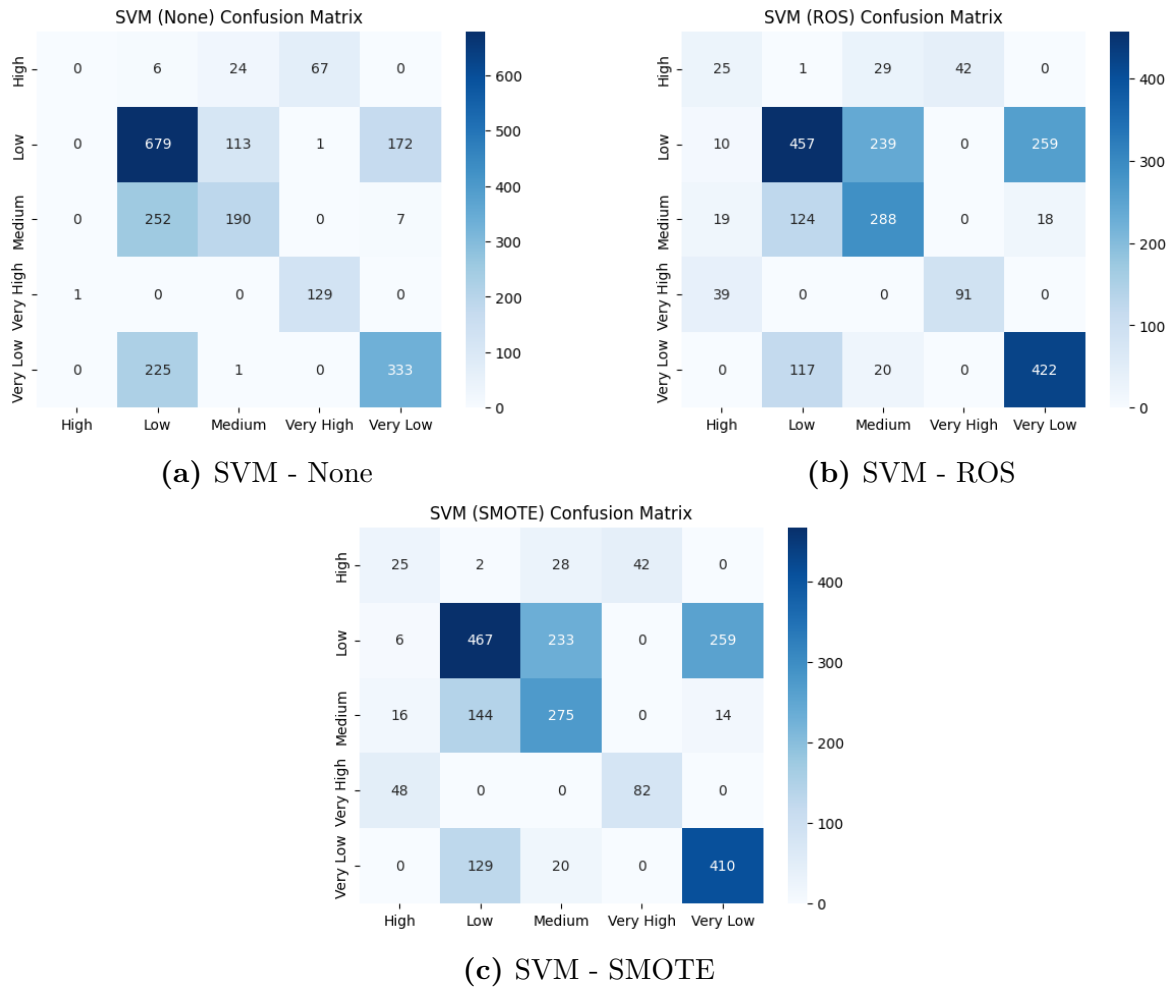 SVM (None) Confusion Matrix
High 0 6 24 67 0
Low 0 679 113 1 172
Medium 0 252 190 0 7
Very High 1 0 0 129 0
Very Low 0 225 1 0 333
High Low Medium Very High Very Low
600
500
400
300
200
100
0
(a) SVM - None
SVM (ROS) Confusion Matrix
High 25 1 29 42 0
Low 10 457 239 0 259
Medium 19 124 288 0 18
Very High 39 0 0 91 0
Very Low 0 117 20 0 422
High Low Medium Very High Very Low
400
300
200
100
0
(b) SVM - ROS
SVM (SMOTE) Confusion Matrix
High 25 2 28 42 0
Low 6 467 233 0 259
Medium 16 144 275 0 14
Very High 48 0 0 82 0
Very Low 0 129 20 0 410
High Low Medium Very High Very Low
400
300
200
100
0
(c) SVM - SMOTE